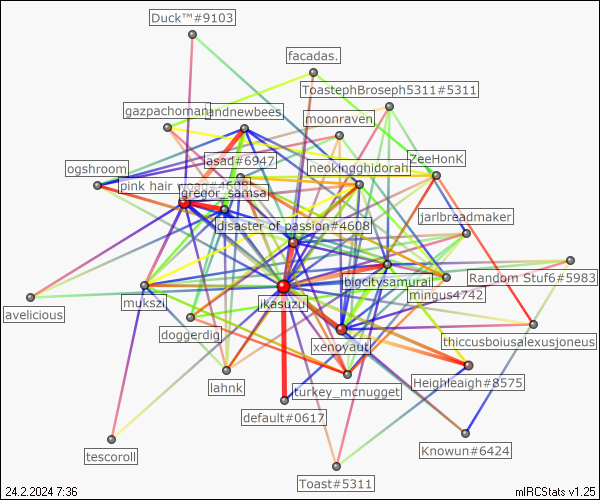 Duck™#9103
facadas.
ToastephBroseph5311#5311
gazpachoman
andnewbees
moonraven
asad#6947
neokingghidorah
ZeeHonK
ogshroom
pink hair
gregor_samsa
disaster of passion#4608
jarlbreadmaker
Random Stuf6#5983
bigcitysamurai
mingus4742
mukszi
ikasuzu
avelicious
doggerdig
xenoyaut
thiccusboiusalexusjoneus
lahnk
turkey_mcnugget
Heighleaigh#8575
default#0617
Knowun#6424
tescoroll
Toast#5311
24.2.2024 7:36
mIRCStats v1.25